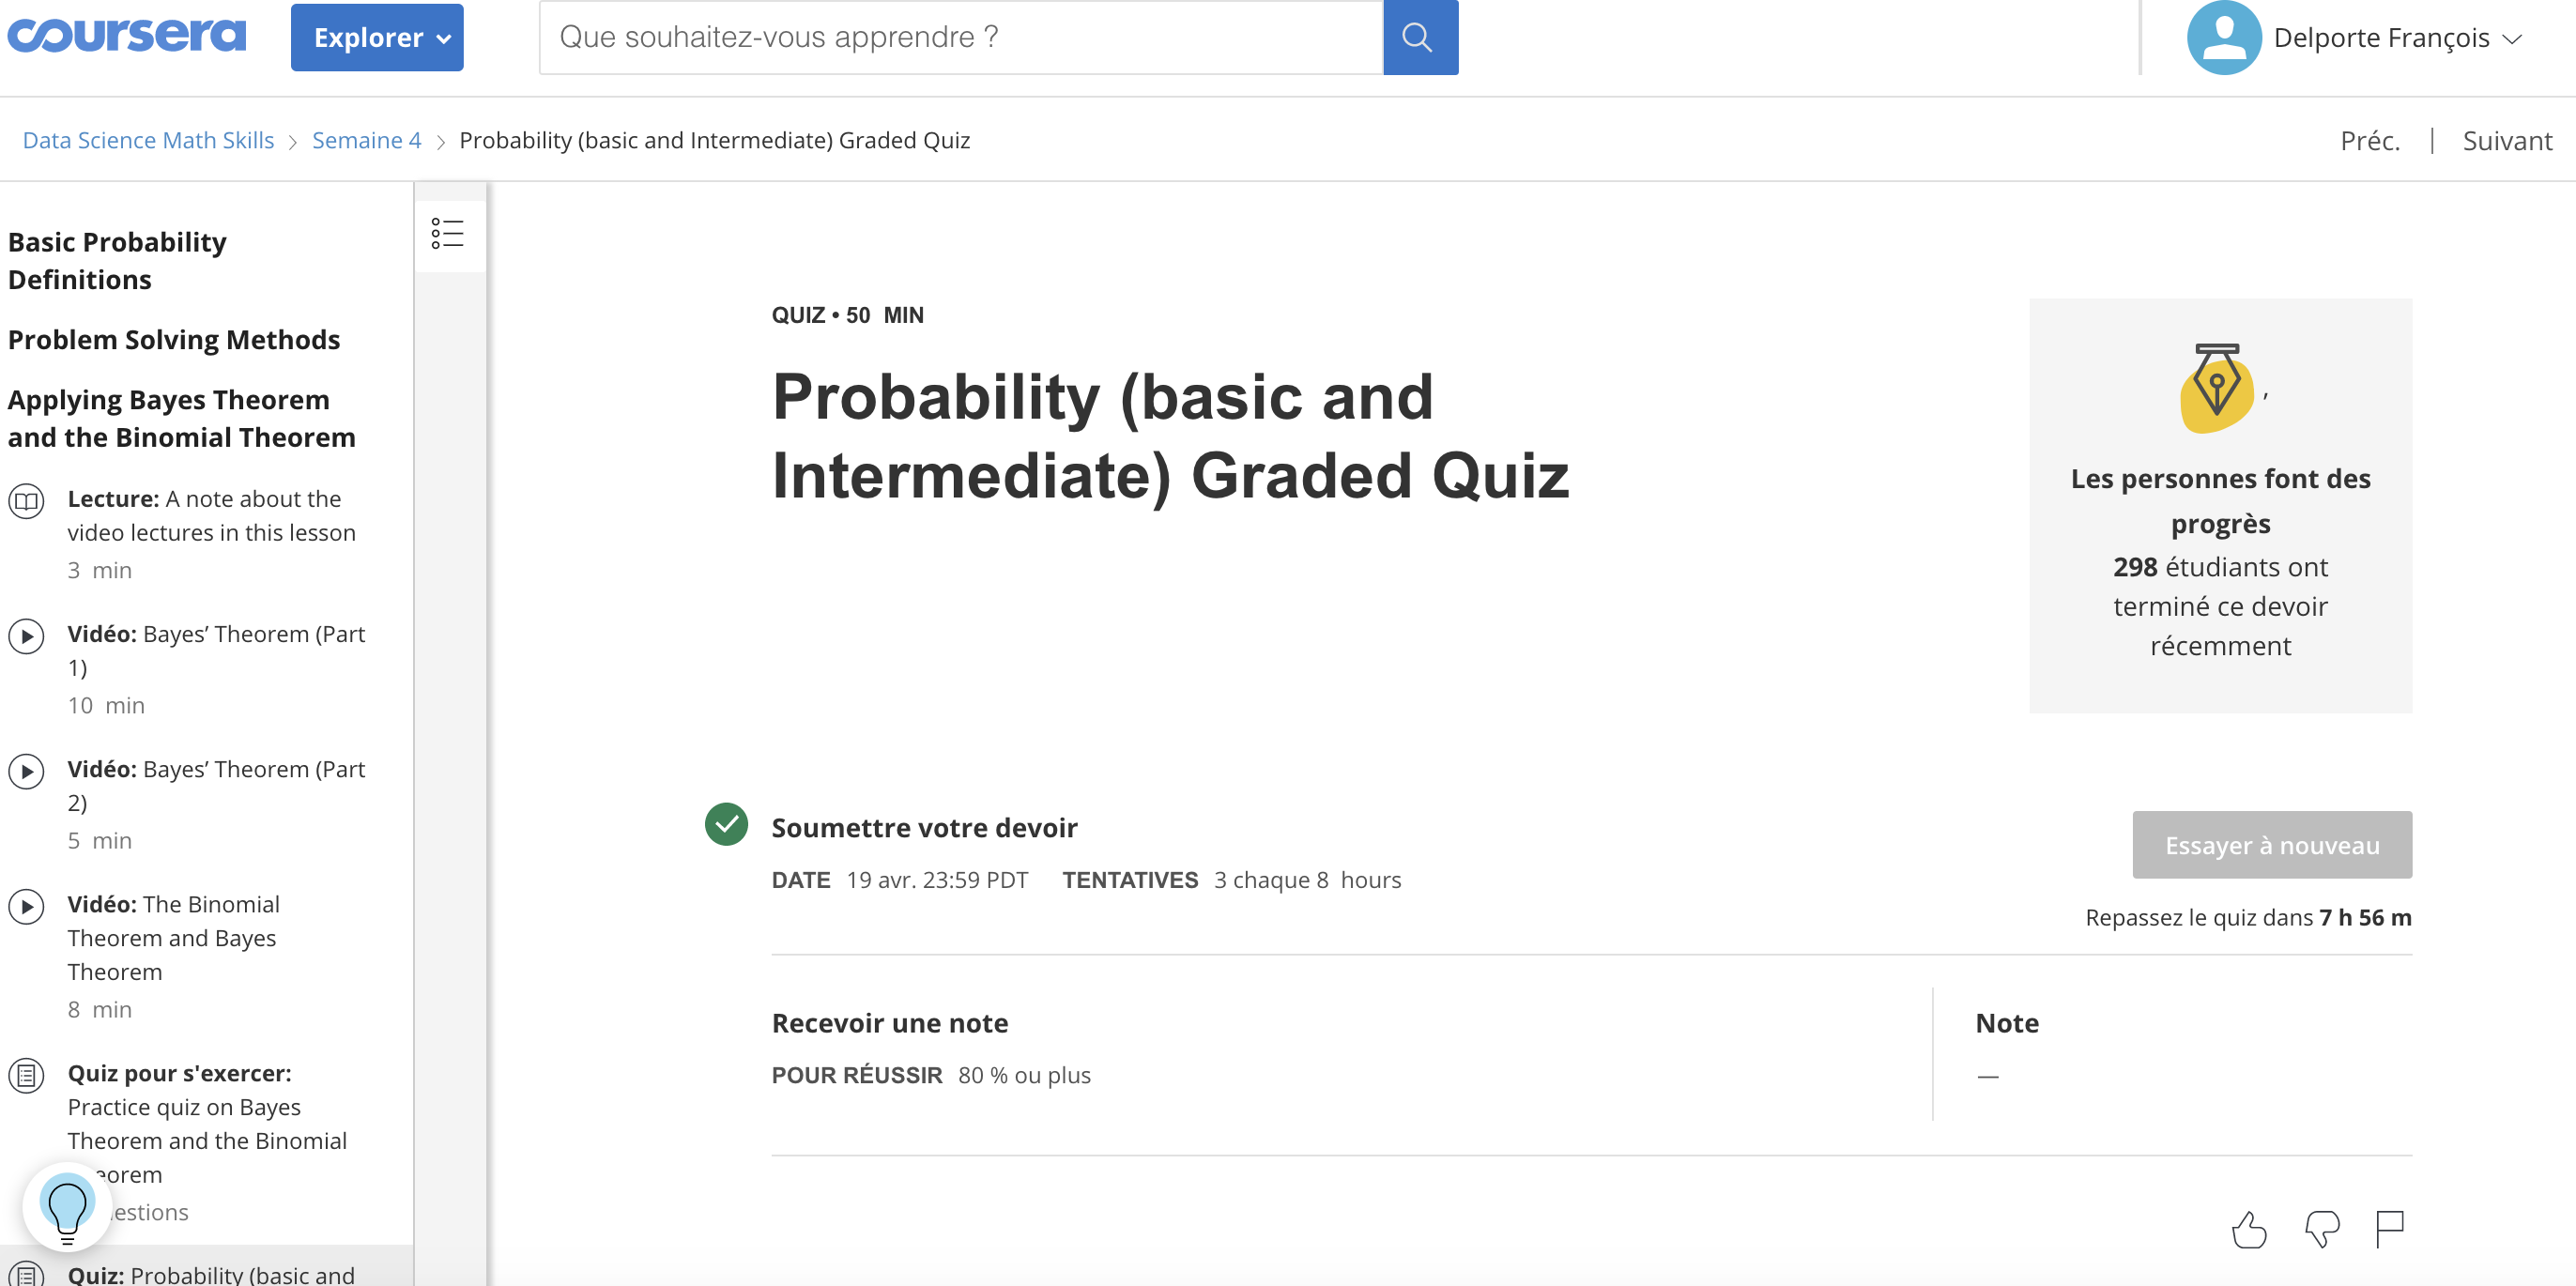 coursera
Explorer
Que souhaitez-vous apprendre ?
Delporte François
Data Science Math Skills > Semaine 4 > Probability (basic and Intermediate) Graded Quiz
Préc. | Suivant
Basic Probability
Definitions
Problem Solving Methods
Applying Bayes Theorem
and the Binomial Theorem
Lecture: A note about the
video lectures in this lesson
3 min
Vidéo: Bayes’ Theorem (Part
1)
10 min
Vidéo: Bayes’ Theorem (Part
2)
5 min
Vidéo: The Binomial
Theorem and Bayes
Theorem
8 min
Quiz pour s'exercer:
Practice quiz on Bayes
Theorem and the Binomial
eorem
estions
Quiz: Probability (basic and
QUIZ • 50 MIN
Probability (basic and
Intermediate) Graded Quiz
,
Les personnes font des
progrès
298 étudiants ont
terminé ce devoir
récemment
Soumettre votre devoir
DATE 19 avr. 23:59 PDT TENTATIVES 3 chaque 8 hours
Essayer à nouveau
Repassez le quiz dans 7 h 56 m
Recevoir une note
POUR RÉUSSIR 80 % ou plus
Note
—